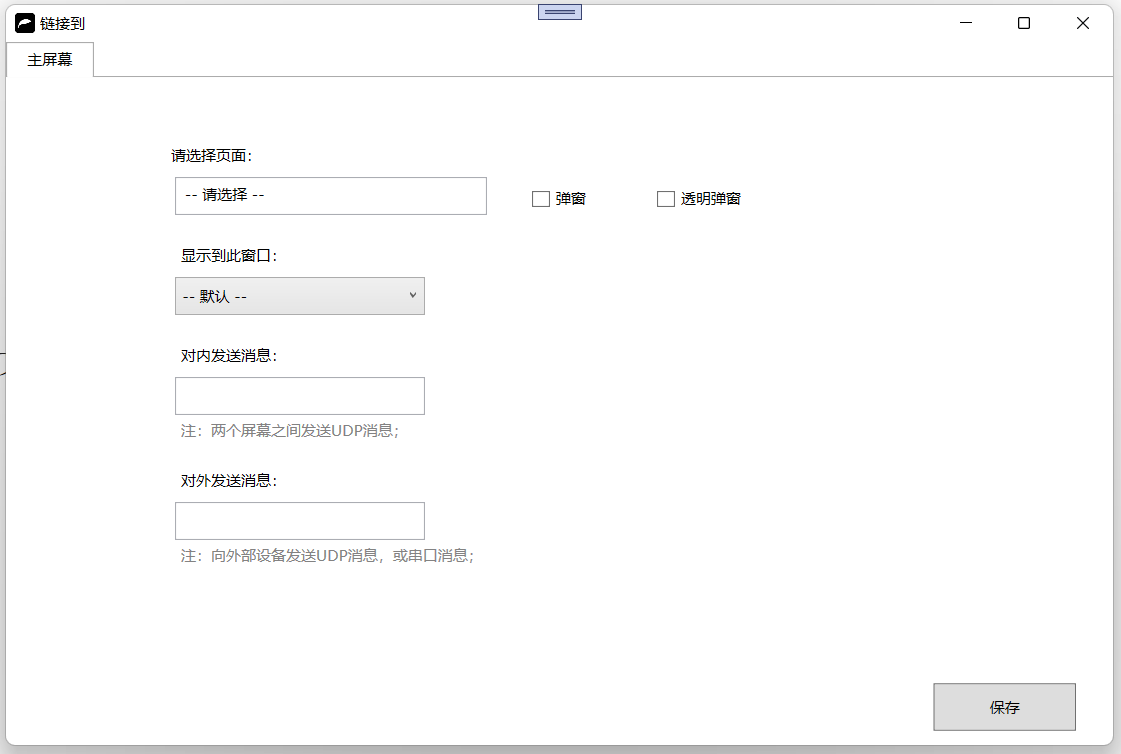 链接到
主屏幕
请选择页面：
-- 请选择 --
弹窗
透明弹窗
显示到此窗口：
-- 默认 --
对内发送消息：
注：两个屏幕之间发送UDP消息；
对外发送消息：
注：向外部设备发送UDP消息，或串口消息；
保存